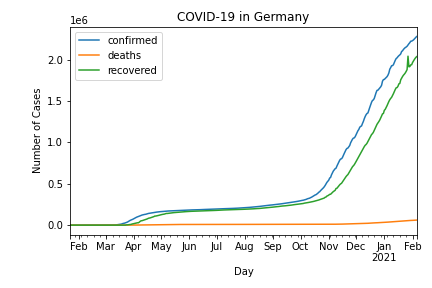 COVID-19 in Germany
1e6
confirmed
deaths
recovered
Number of Cases
2.0
1.5
1.0
0.5
0.0
Feb Mar Apr May Jun Jul Aug Sep Oct Nov Dec Jan Feb
2021
Day